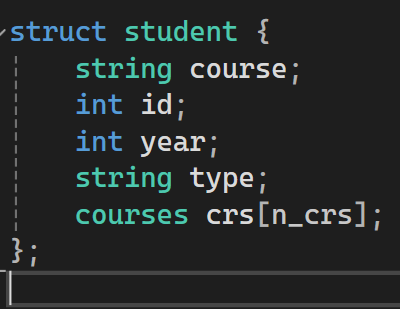 struct student {
    string course;
    int id;
    int year;
    string type;
    courses crs[n_crs];
};